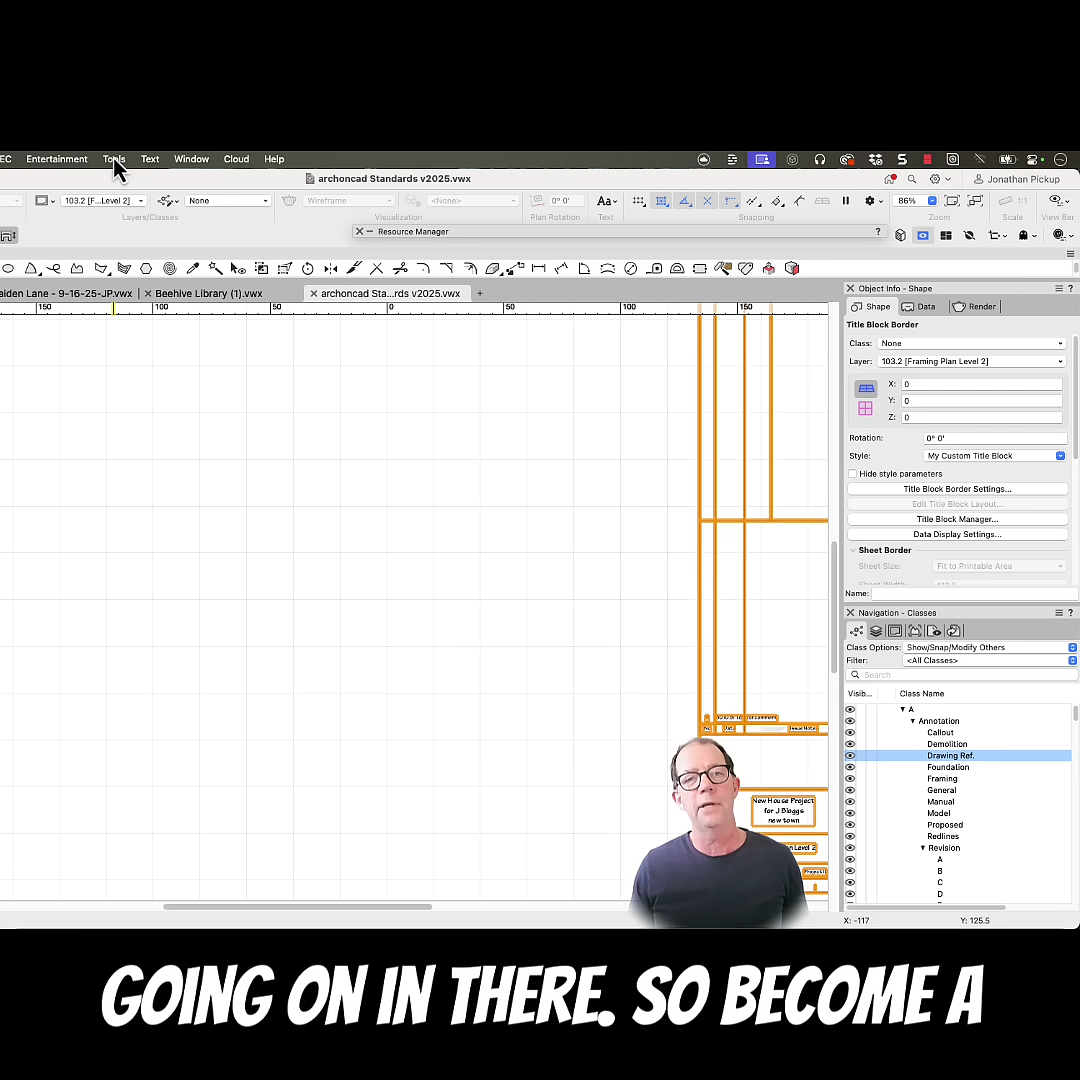 EC Entertainment Tools Text Window Cloud Help
archoncad Standards v2025.vwx
Jonathan Pickup
103.2 [F...Level 2] None Wireframe <None> 0° 0' Aa 86% 1:1
Layers/Classes Visualization Plan Rotation Text Snapping Zoom Scale View Bar
Resource Manager ?
aiden Lane - 9-16-25-JP.vwx Beehive Library (1).vwx archoncad Sta...rds v2025.vwx +
150 100 50 0 50 100 150
Object Info - Shape ?
Shape Data Render
Title Block Border
Class: None
Layer: 103.2 [Framing Plan Level 2]
X: 0
Y: 0
Z: 0
Rotation: 0° 0'
Style: My Custom Title Block
Hide style parameters
Title Block Border Settings...
Edit Title Block Layout...
Title Block Manager...
Data Display Settings...
Sheet Border
Sheet Size: Fit to Printable Area
Name:
Navigation - Classes ?
Class Options: Show/Snap/Modify Others
Filter: <All Classes>
Search
Visib... Class Name
A
Annotation
Callout
Demolition
Drawing Ref.
Foundation
Framing
General
Manual
Model
Proposed
Redlines
Revision
A
B
C
D
Issue Note
New House Project
for J Bloggs
new town
n Level 2
X: -117 Y: 125.5
GOING ON IN THERE. SO BECOME A